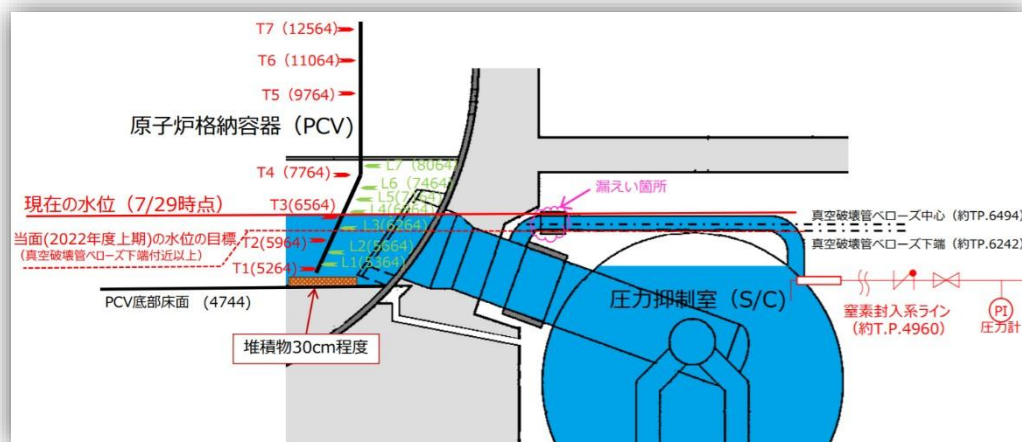 T7 (12564)
T6 (11064)
T5 (9764)
原子炉格納容器 (PCV)
L7 (8064)
T4 (7764)
L6 (7464)
漏えい箇所
T3(6564)
現在の水位 (7/29時点)
真空破壊管ベローズ中心 (約TP.6494)
L3(6264)
当面(2022年度上期)の水位の目標
(真空破壊管ベローズ下端付近以上)
T2(5964)
真空破壊管ベローズ下端 (約TP.6242)
L2(5664)
L1(5364)
T1(5264)
PCV底部床面 (4744)
圧力抑制室 (S/C)
窒素封入系ライン
(約T.P.4960)
PI
圧力計
堆積物30cm程度